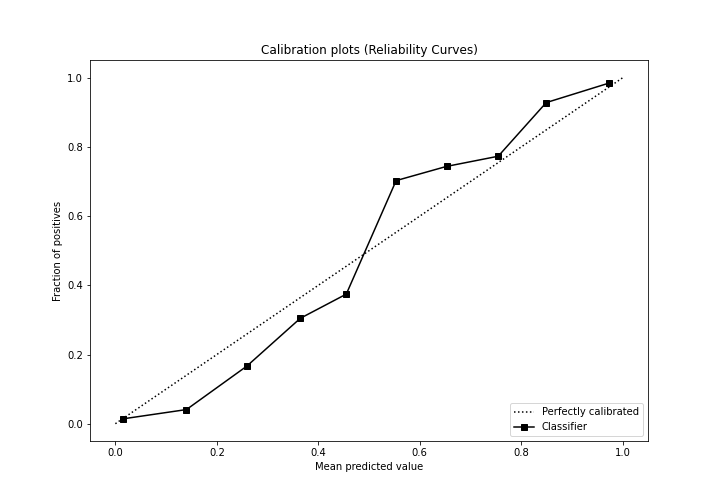 Calibration plots (Reliability Curves)
1.0
0.8
0.6
0.4
0.2
0.0
Fraction of positives
0.0 0.2 0.4 0.6 0.8 1.0
Mean predicted value
Perfectly calibrated
Classifier